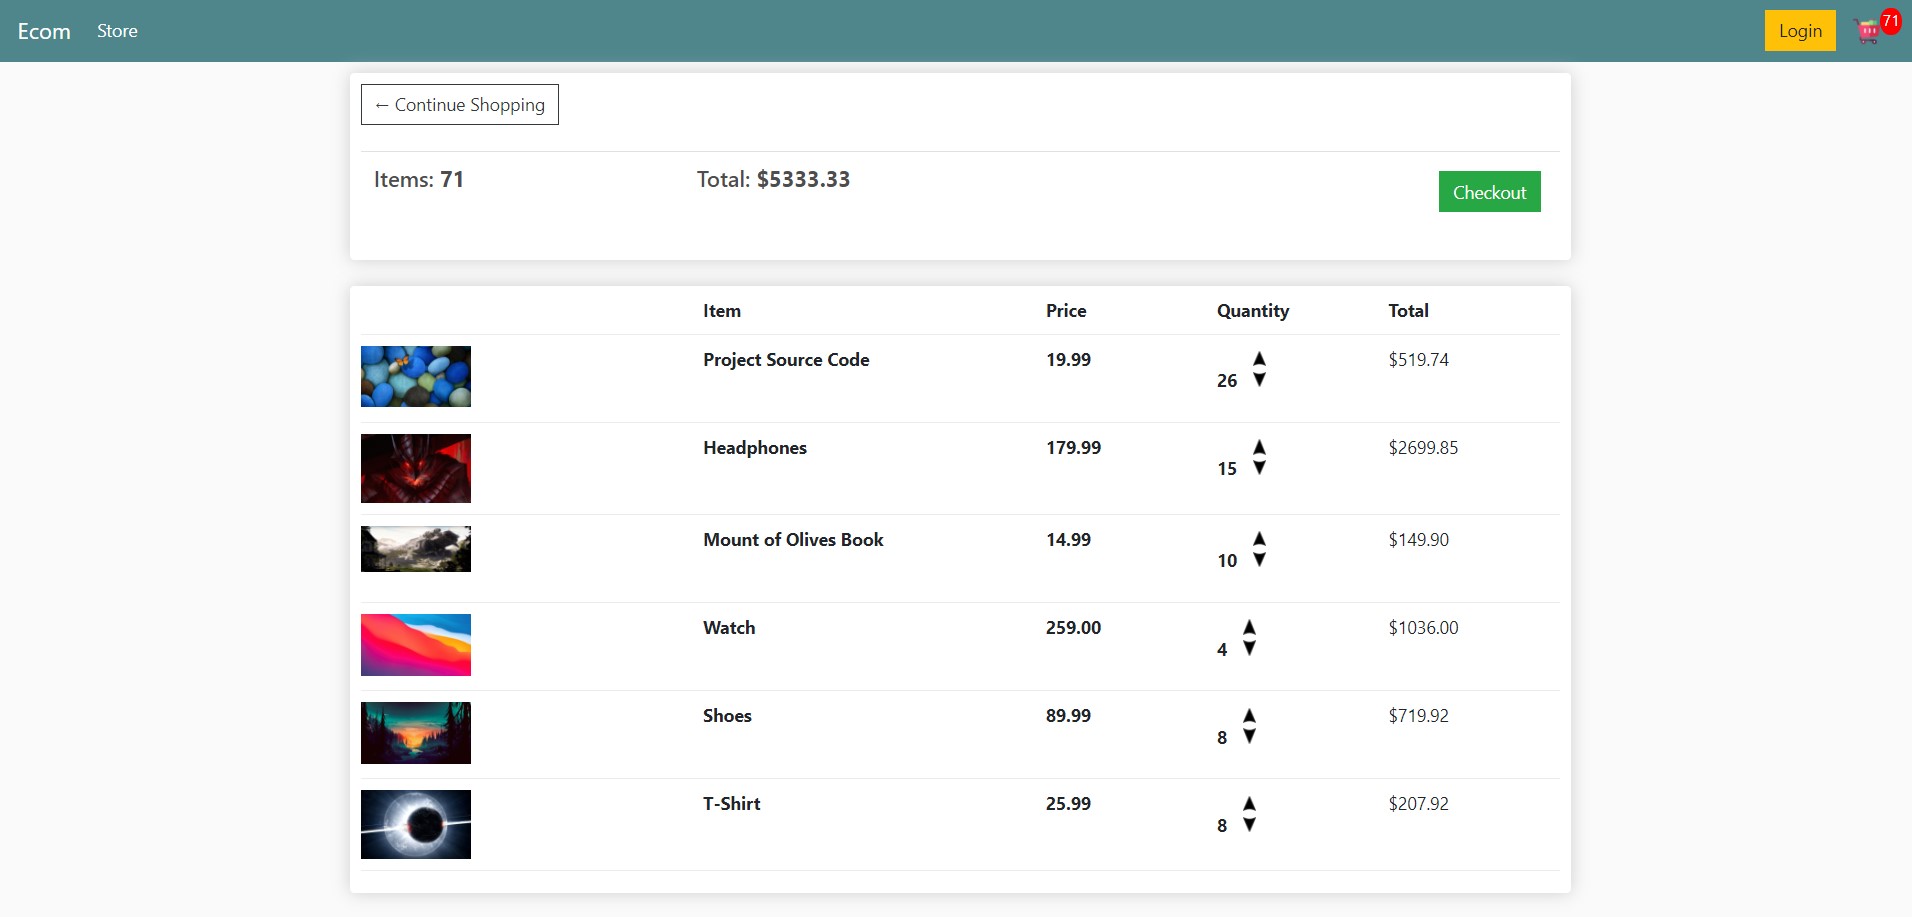 Ecom Store Login 71
← Continue Shopping
Items: 71 Total: $5333.33 Checkout
Item Price Quantity Total
Project Source Code 19.99 26 $519.74
Headphones 179.99 15 $2699.85
Mount of Olives Book 14.99 10 $149.90
Watch 259.00 4 $1036.00
Shoes 89.99 8 $719.92
T-Shirt 25.99 8 $207.92